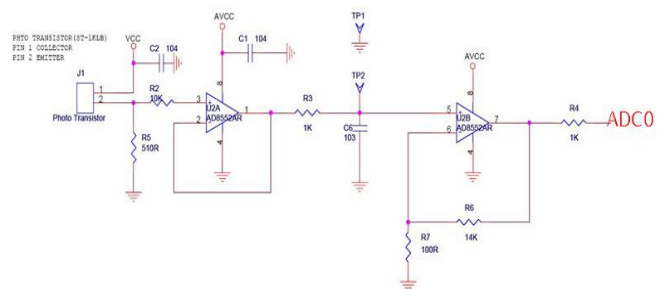 PHTO TRANSISTOR(ST-1KLB)
PIN 1 COLLECTOR
PIN 2 EMITTER
VCC
C2 104
AVCC
C1 104
TP1
J1
1
2
Photo Transistor
R2
10K
R5
510R
3
2
8
U2A
AD8552AR
4
1
R3
1K
TP2
C6
103
AVCC
5
6
8
U2B
AD8552AR
4
7
R4
1K
ADC0
R6
14K
R7
100R